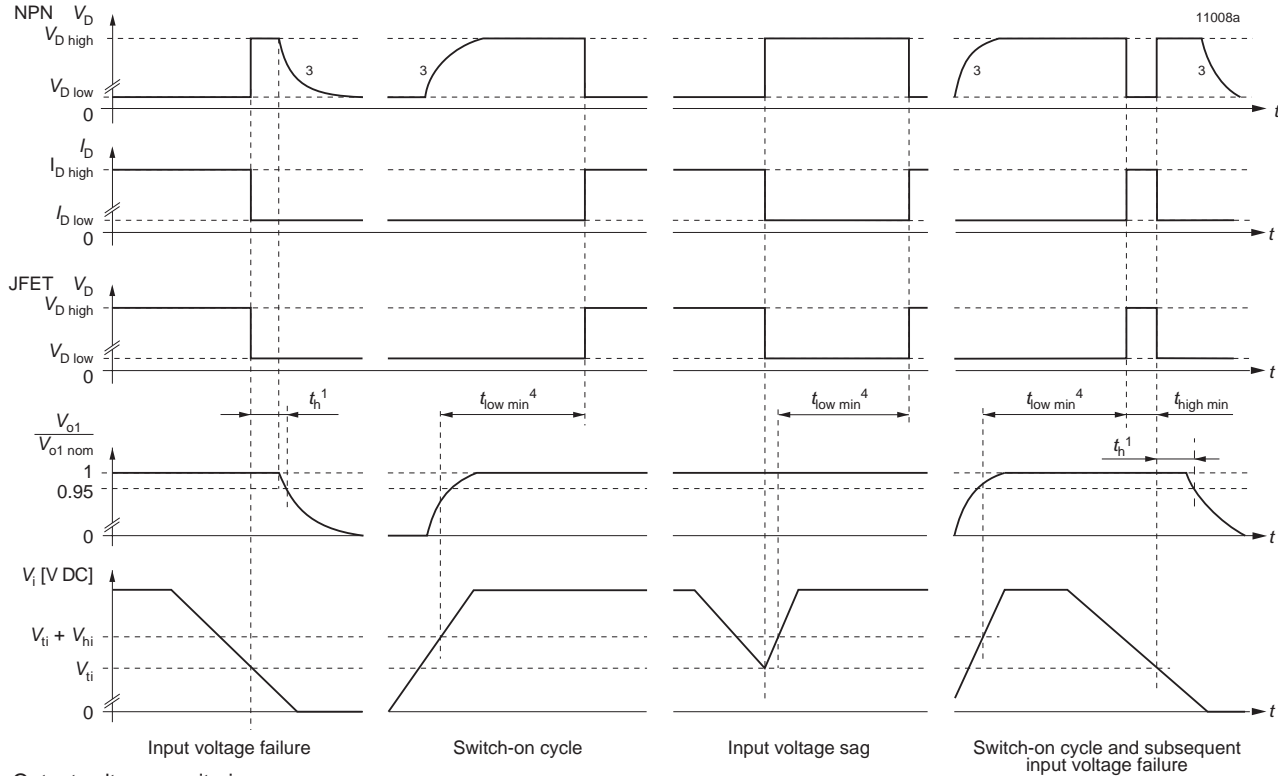 NPN V_D
11008a
V_D high
3
3
3
3
V_D low
0
t
I_D
I_D high
I_D low
0
t
JFET V_D
V_D high
V_D low
0
t
t_h^1
t_low min^4
t_low min^4
t_low min^4
t_high min
V_o1
V_o1 nom
t_h^1
1
0.95
0
t
V_i [V DC]
V_ti + V_hi
V_ti
0
t
Input voltage failure
Switch-on cycle
Input voltage sag
Switch-on cycle and subsequent
input voltage failure